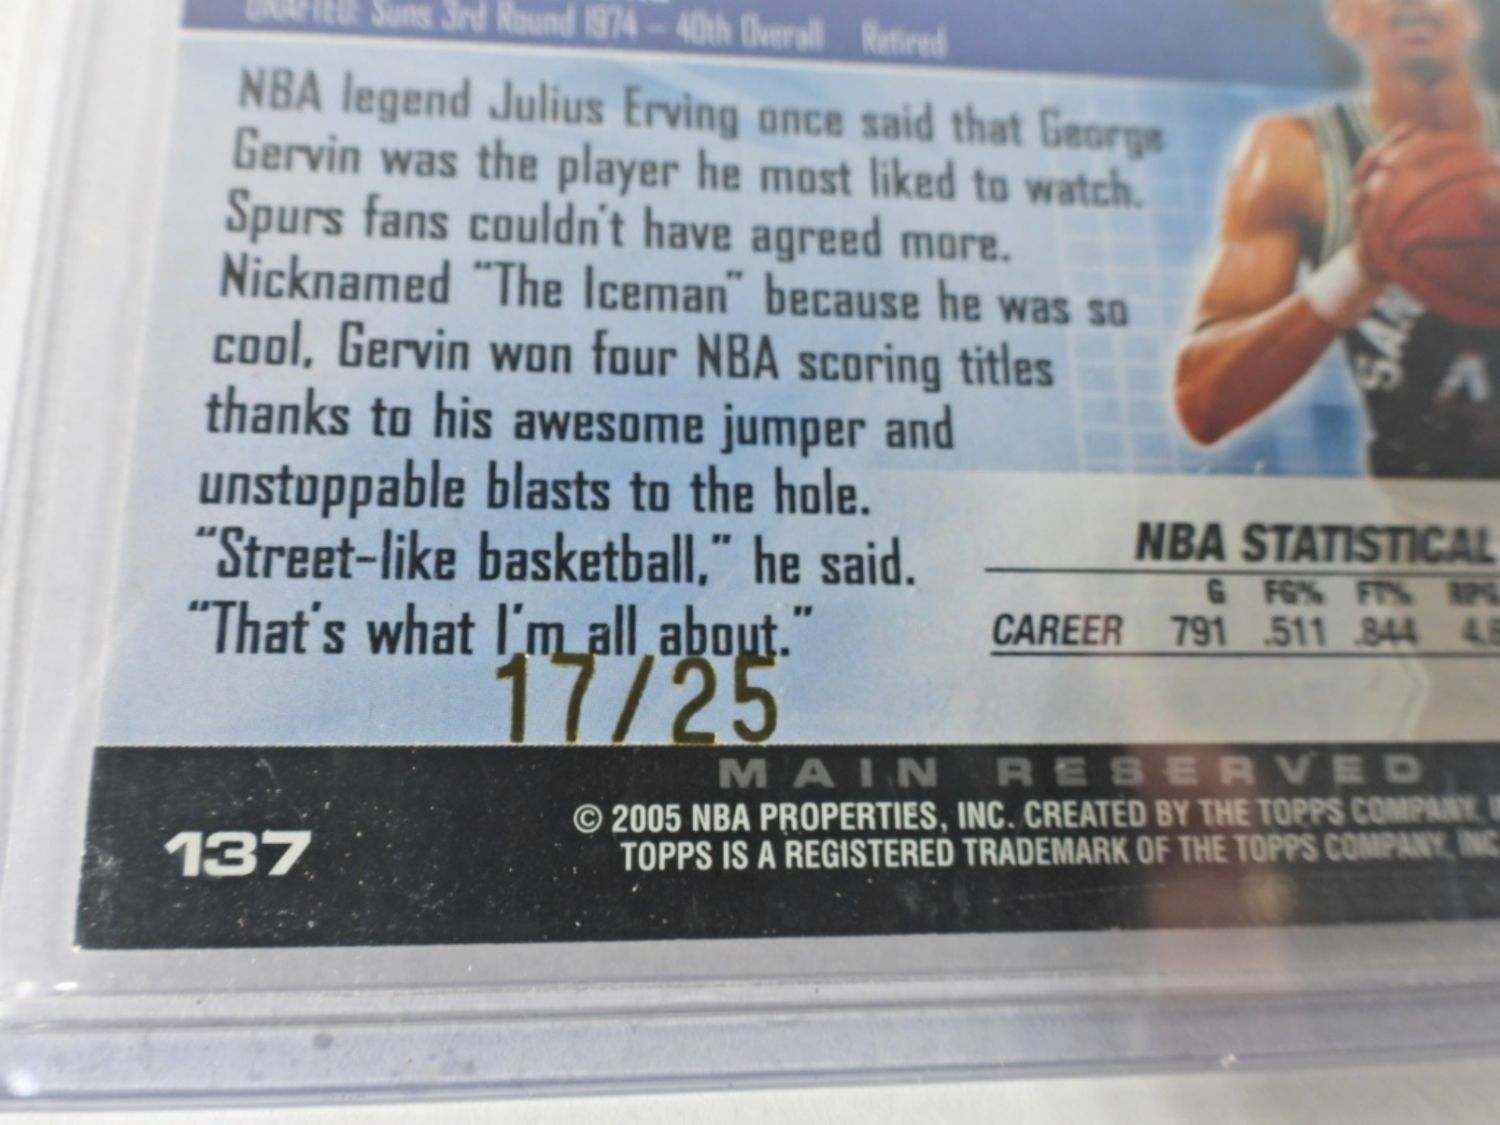 DRAFTED: Suns 3rd Round 1974 – 40th Overall Retired
NBA legend Julius Erving once said that George
Gervin was the player he most liked to watch.
Spurs fans couldn't have agreed more.
Nicknamed "The Iceman" because he was so
cool, Gervin won four NBA scoring titles
thanks to his awesome jumper and
unstoppable blasts to the hole.
"Street-like basketball," he said.
"That's what I'm all about."
17/25
SAN
NBA STATISTICAL
G FG% FT% RPG
CAREER 791 .511 .844
MAIN RESERVED
© 2005 NBA PROPERTIES, INC. CREATED BY THE TOPPS COMPANY,
TOPPS IS A REGISTERED TRADEMARK OF THE TOPPS COMPANY, INC.
137